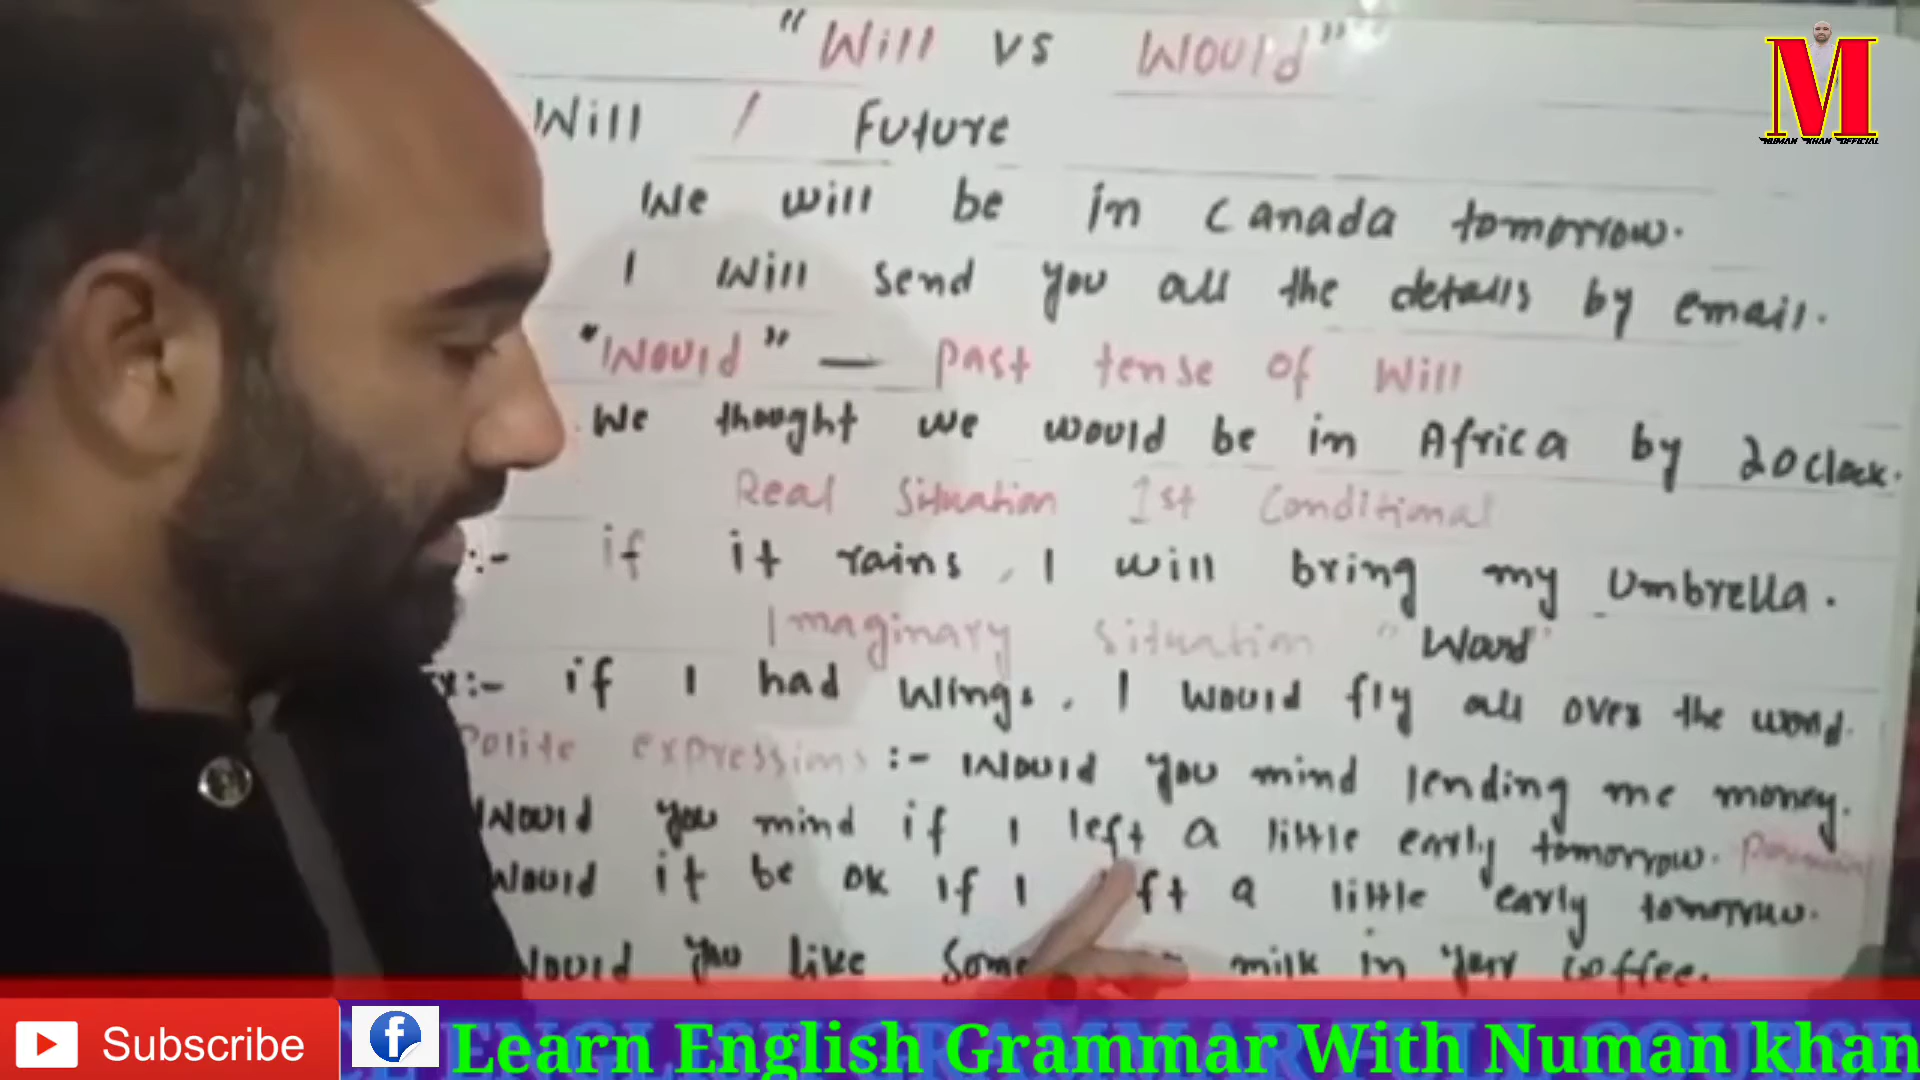 "Will vs Would"
Will / Future
We will be in Canada tomorrow.
I will send you all the details by email.
"Would" — Past tense of Will
We thought we would be in Africa by 2 O clock.
Real Situation 1st Conditional
:- if it rains, I will bring my Umbrella.
Imaginary Situation "
Ex:- if I had wings, I would fly all over the
Polite expressions :- Would you mind lending me money.
Would you mind if I left a little early tomorrow.
Would it be ok if I a little early tomorrow.
Would you like Some milk in your coffee.
M
NUMAN KHAN OFFICIAL
Subscribe
Learn English Grammar With Numan khan